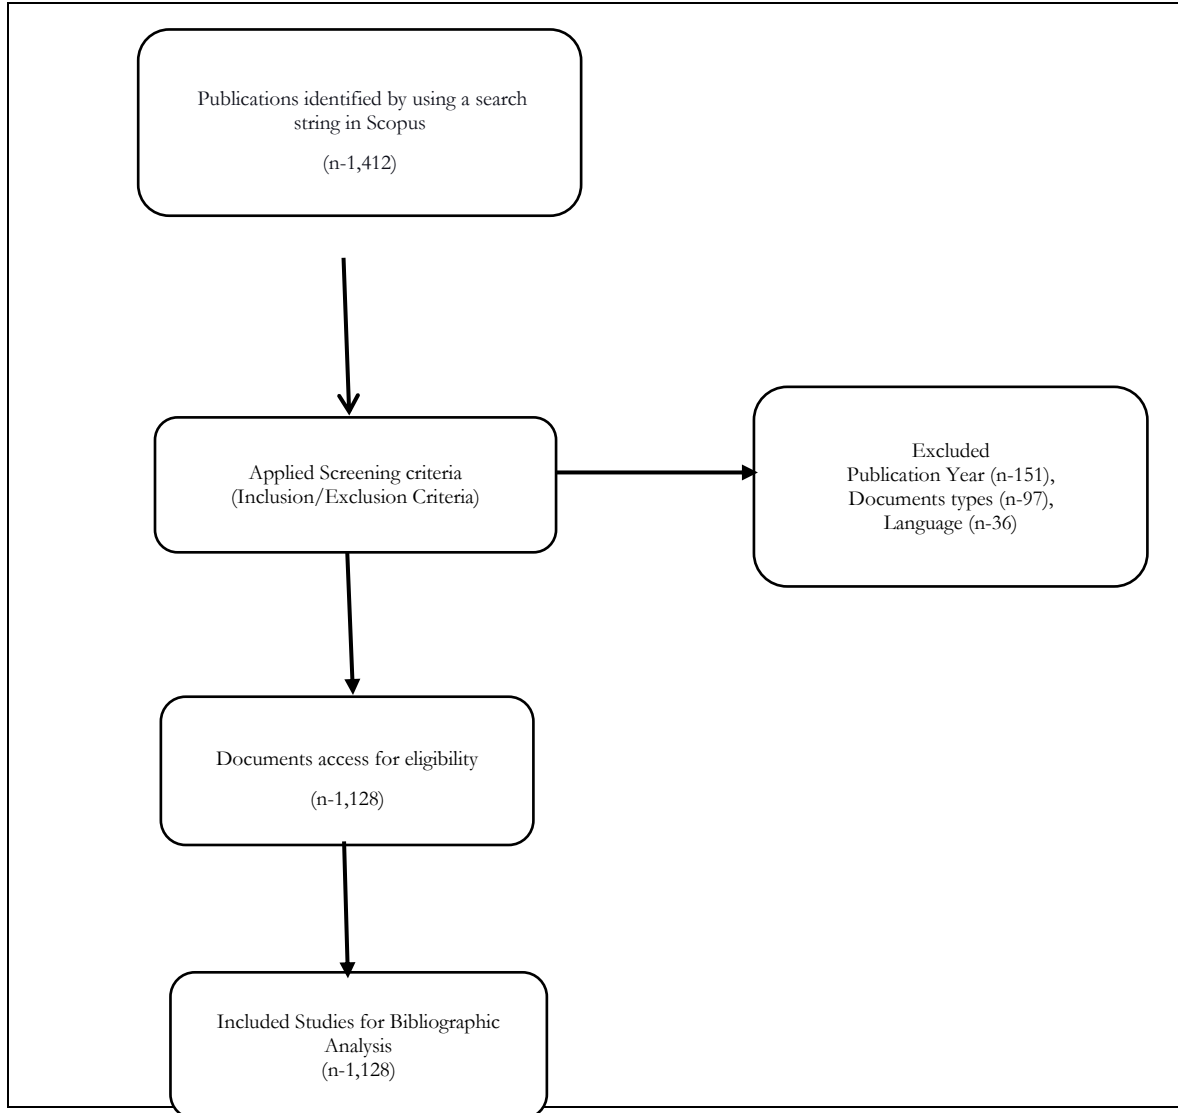 Publications identified by using a search
string in Scopus
(n-1,412)
Applied Screening criteria
(Inclusion/Exclusion Criteria)
Excluded
Publication Year (n-151),
Documents types (n-97),
Language (n-36)
Documents access for eligibility
(n-1,128)
Included Studies for Bibliographic
Analysis
(n-1,128)